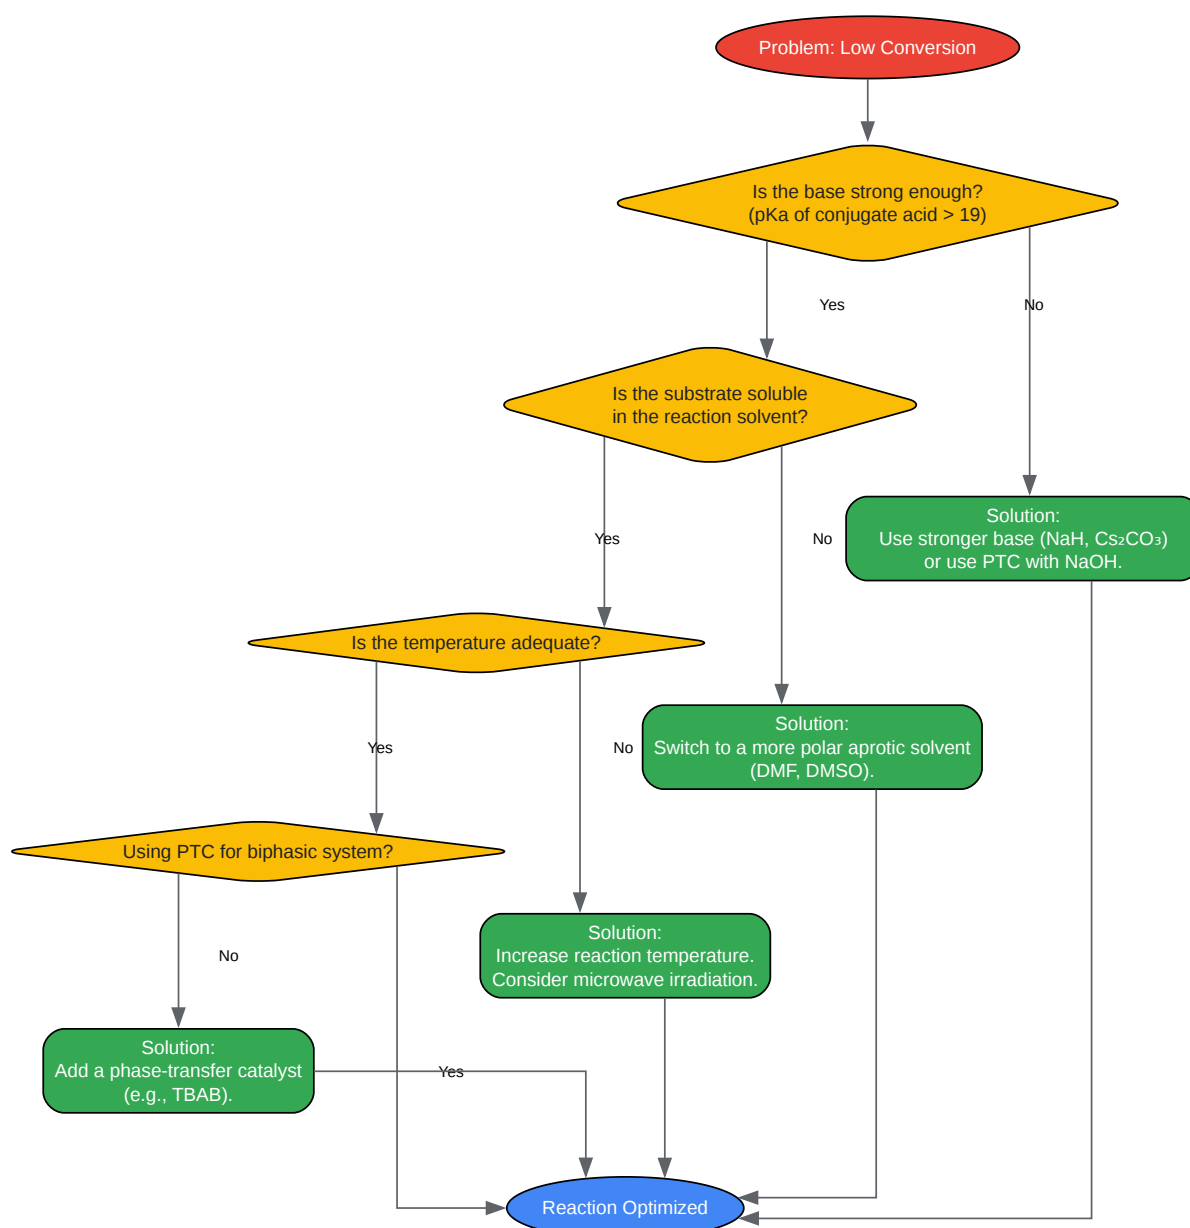 Problem: Low Conversion
Is the base strong enough?
(pKa of conjugate acid > 19)
Yes
No
Is the substrate soluble
in the reaction solvent?
Solution:
Use stronger base (NaH, Cs₂CO₃)
or use PTC with NaOH.
Yes
No
Is the temperature adequate?
Solution:
Switch to a more polar aprotic solvent
(DMF, DMSO).
Yes
No
Using PTC for biphasic system?
Solution:
Increase reaction temperature.
Consider microwave irradiation.
No
Solution:
Add a phase-transfer catalyst
(e.g., TBAB).
Yes
Reaction Optimized